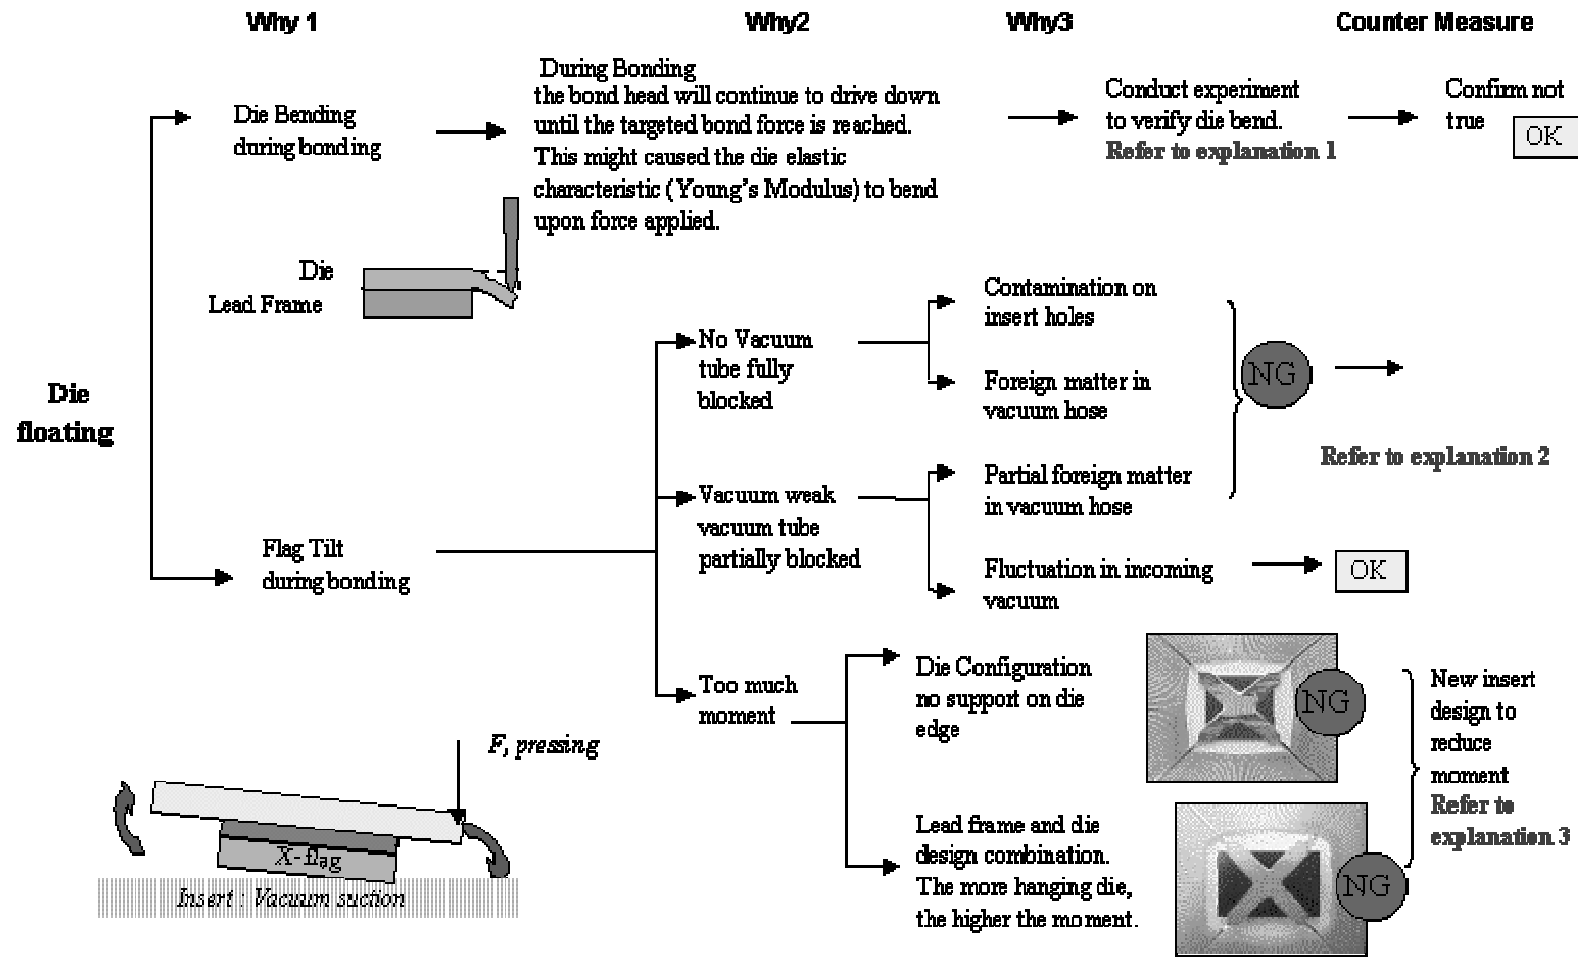 Why 1
Why2
Why3
Counter Measure
Die
floating
Die Bending
during bonding
During Bonding
the bond head will continue to drive down
until the targeted bond force is reached.
This might caused the die elastic
characteristic (Young's Modulus) to bend
upon force applied.
Conduct experiment
to verify die bend.
Refer to explanation 1
Confirm not
true
OK
Die
Lead Frame
Flag Tilt
during bonding
No Vacuum
tube fully
blocked
Contamination on
insert holes
Foreign matter in
vacuum hose
NG
Refer to explanation 2
Vacuum weak
vacuum tube
partially blocked
Partial foreign matter
in vacuum hose
Fluctuation in incoming
vacuum
OK
Too much
moment
Die Configuration
no support on die
edge
NG
Lead frame and die
design combination.
The more hanging die,
the higher the moment.
NG
New insert
design to
reduce
moment
Refer to
explanation 3
F, pressing
X-flag
Insert : Vacuum suction